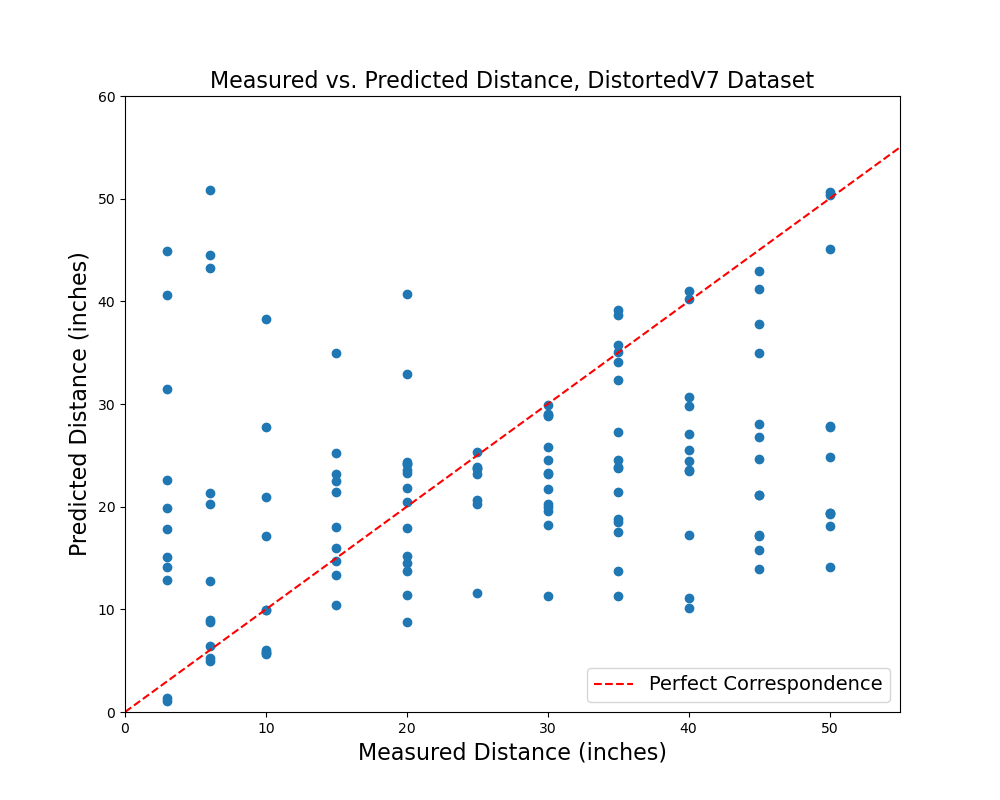 Measured vs. Predicted Distance, DistortedV7 Dataset
60
50
40
30
20
10
0
Predicted Distance (inches)
Perfect Correspondence
0 10 20 30 40 50
Measured Distance (inches)